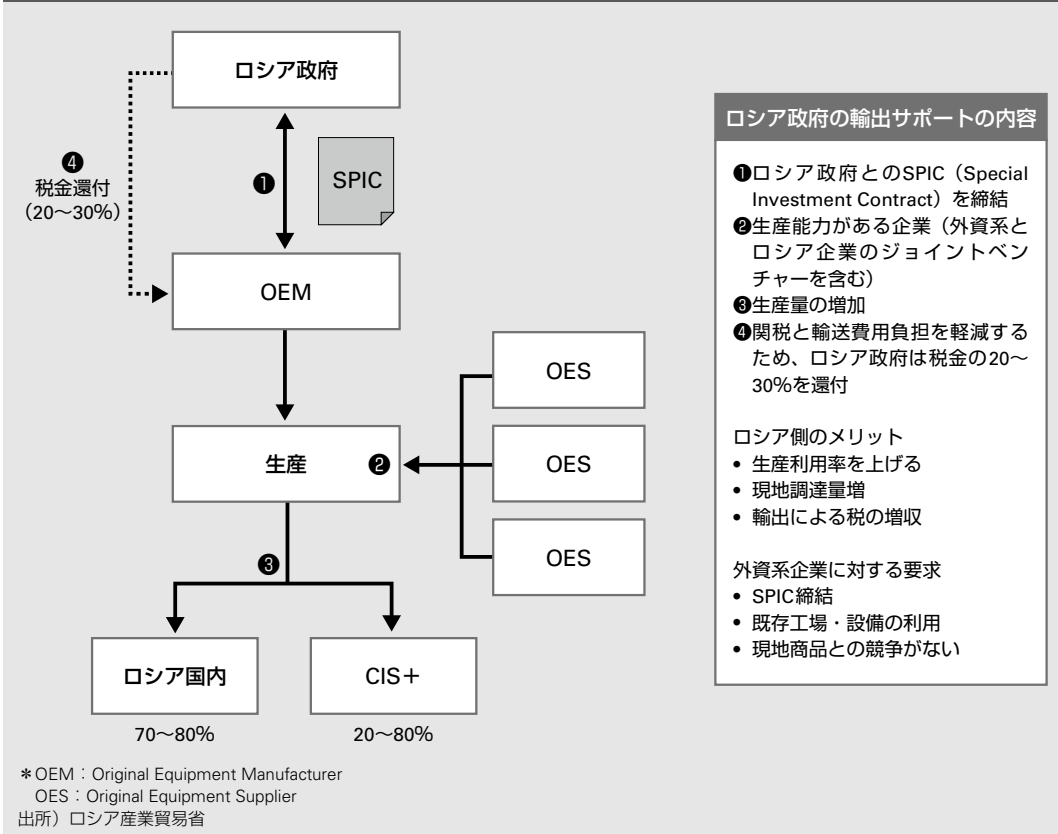 ロシア政府
❹
税金還付
（20〜30％）
❶
SPIC
OEM
生産
❷
OES
OES
OES
❸
ロシア国内
CIS＋
70〜80％
20〜80％
ロシア政府の輸出サポートの内容
❶ロシア政府とのSPIC（Special
Investment Contract）を締結
❷生産能力がある企業（外資系と
ロシア企業のジョイントベン
チャーを含む）
❸生産量の増加
❹関税と輸送費用負担を軽減する
ため、ロシア政府は税金の20〜
30％を還付
ロシア側のメリット
• 生産利用率を上げる
• 現地調達量増
• 輸出による税の増収
外資系企業に対する要求
• SPIC締結
• 既存工場・設備の利用
• 現地商品との競争がない
＊OEM：Original Equipment Manufacturer
OES：Original Equipment Supplier
出所）ロシア産業貿易省